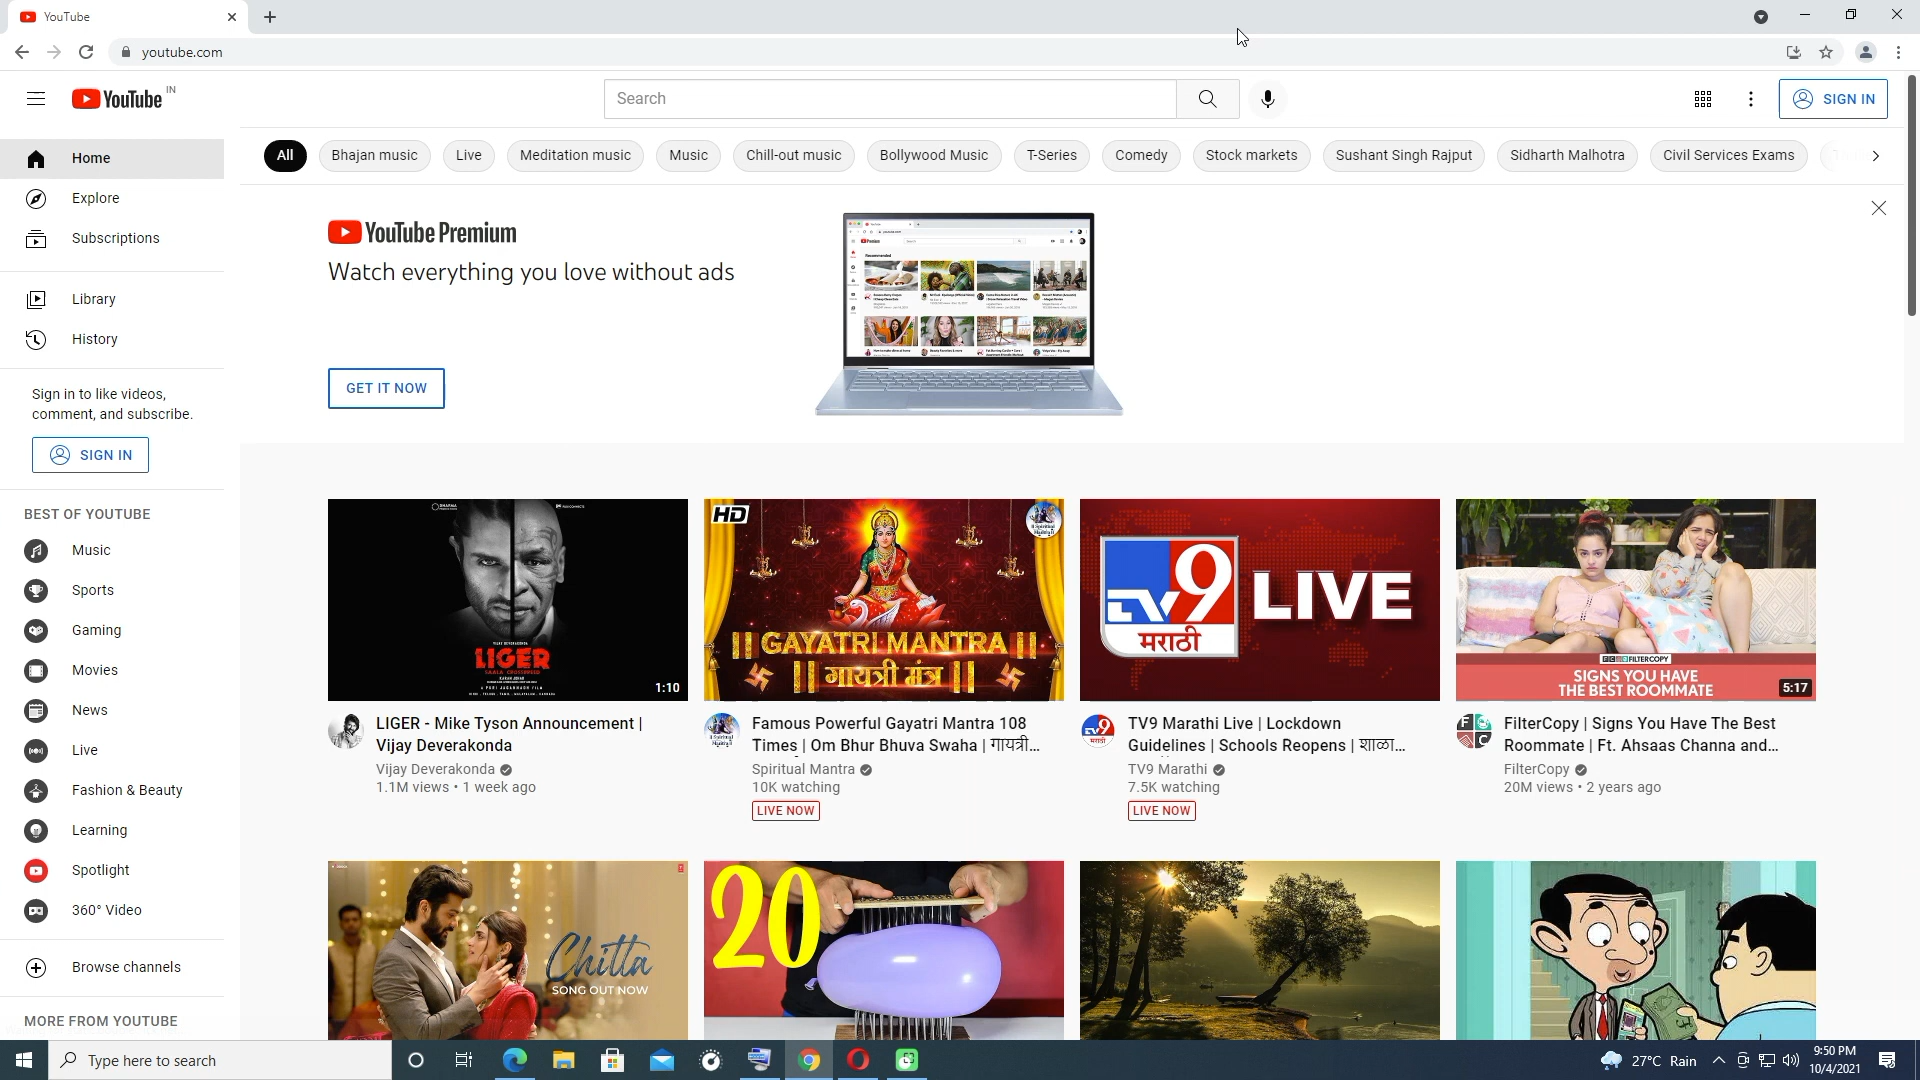 YouTube
youtube.com
YouTube IN
Search
SIGN IN
Home
Explore
Subscriptions
Library
History
Sign in to like videos,
comment, and subscribe.
SIGN IN
BEST OF YOUTUBE
Music
Sports
Gaming
Movies
News
Live
Fashion & Beauty
Learning
Spotlight
360° Video
Browse channels
MORE FROM YOUTUBE
All Bhajan music Live Meditation music Music Chill-out music Bollywood Music T-Series Comedy Stock markets Sushant Singh Rajput Sidharth Malhotra Civil Services Exams
YouTube Premium
Watch everything you love without ads
GET IT NOW
LIGER
1:10
LIGER - Mike Tyson Announcement |
Vijay Deverakonda
Vijay Deverakonda
1.1M views • 1 week ago
HD
|| GAYATRI MANTRA ||
|| गायत्री मंत्र ||
Famous Powerful Gayatri Mantra 108
Times | Om Bhur Bhuva Swaha | गायत्री...
Spiritual Mantra
10K watching
LIVE NOW
TV9 LIVE
मराठी
TV9 Marathi Live | Lockdown
Guidelines | Schools Reopens | शाळा...
TV9 Marathi
7.5K watching
LIVE NOW
FILTERCOPY
SIGNS YOU HAVE
THE BEST ROOMMATE
5:17
FilterCopy | Signs You Have The Best
Roommate | Ft. Ahsaas Channa and...
FilterCopy
20M views • 2 years ago
Chitta
SONG OUT NOW
20
Type here to search
27°C Rain
9:50 PM
10/4/2021